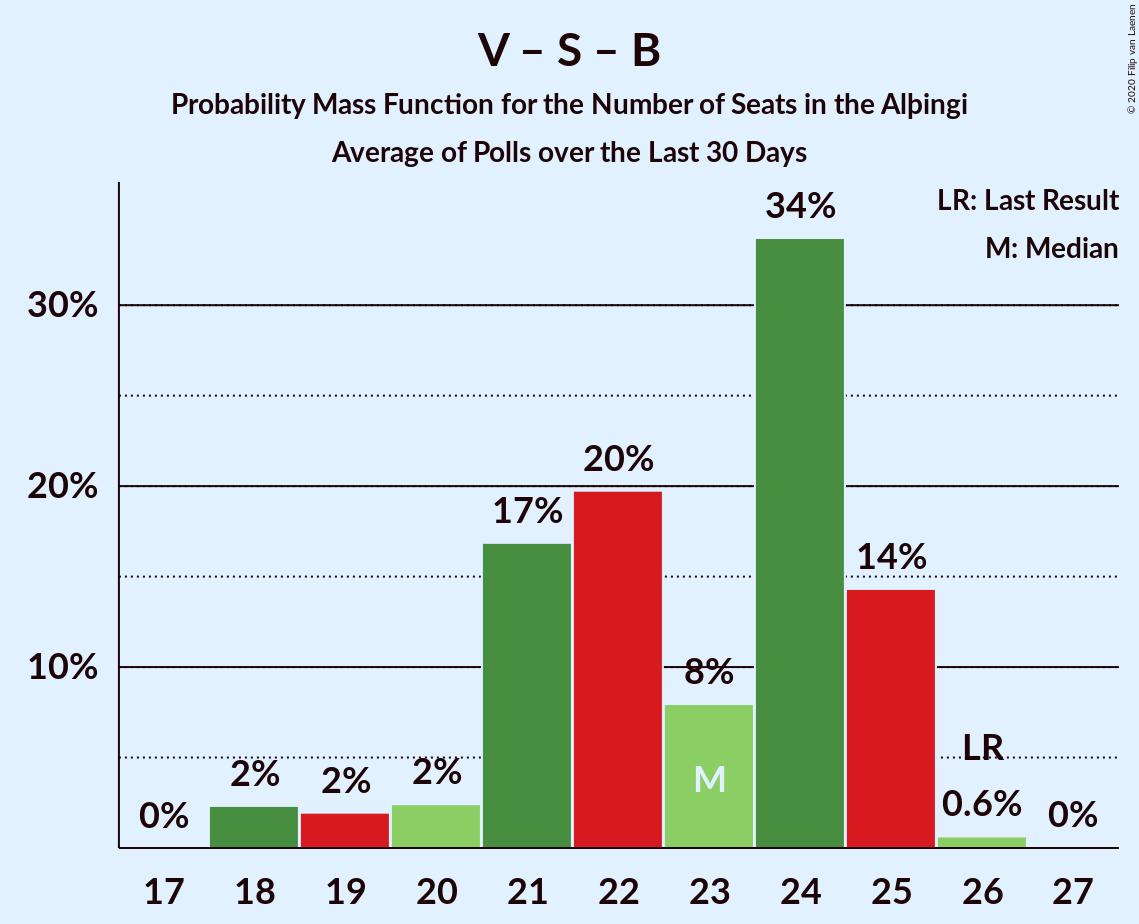 V – S – B
Probability Mass Function for the Number of Seats in the Alþingi
Average of Polls over the Last 30 Days
© 2020 Filip van Laenen
LR: Last Result
M: Median
30%
20%
10%
0%
2%
2%
2%
17%
20%
8%
M
34%
14%
LR
0.6%
0%
17 18 19 20 21 22 23 24 25 26 27